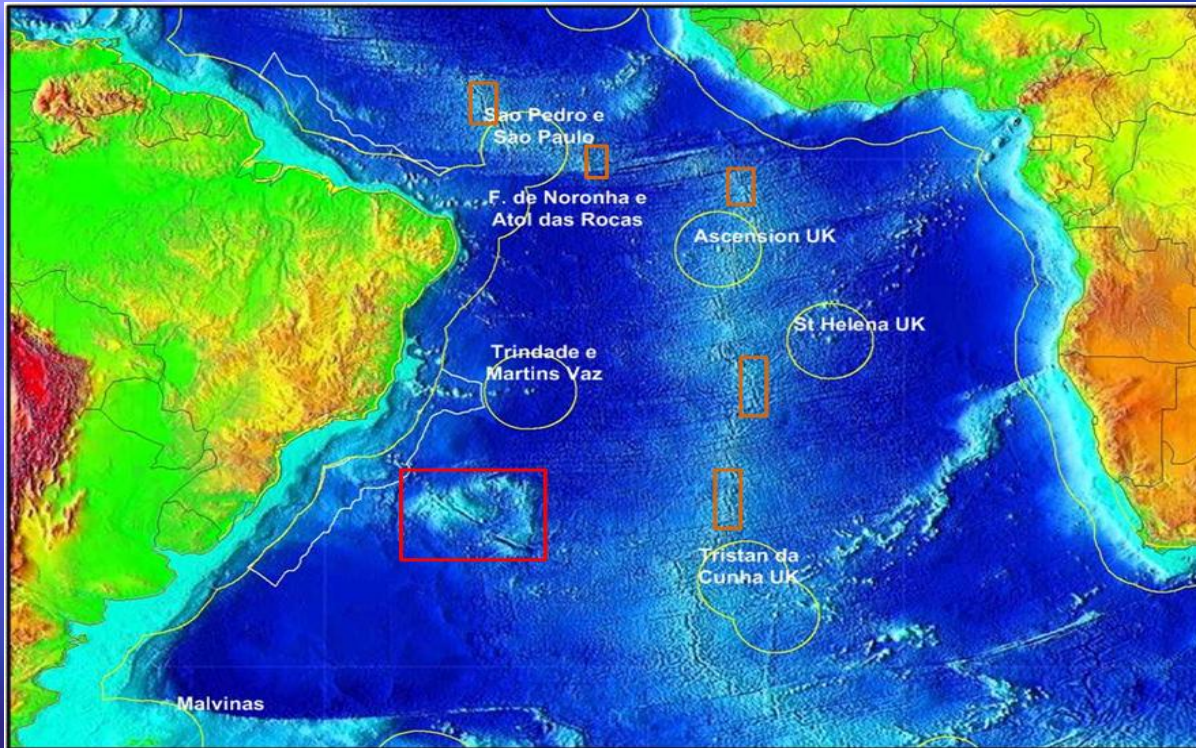 Sao Pedro e
São Paulo
F. de Noronha e
Atol das Rocas
Ascension UK
St Helena UK
Trindade e
Martins Vaz
Tristan da
Cunha UK
Malvinas